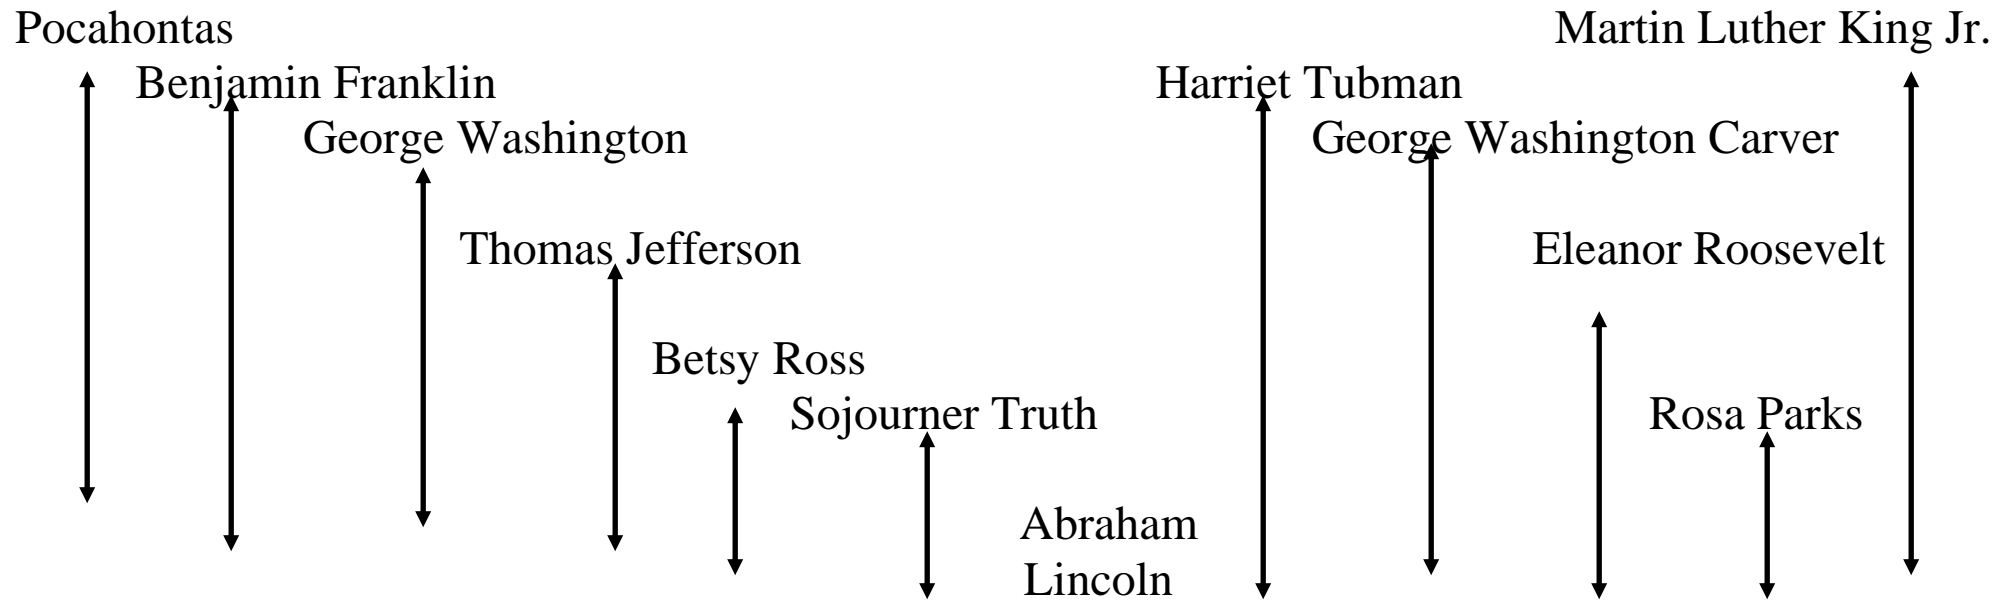 Pocahontas
Martin Luther King Jr.
Benjamin Franklin
Harriet Tubman
George Washington
George Washington Carver
Thomas Jefferson
Eleanor Roosevelt
Betsy Ross
Sojourner Truth
Rosa Parks
Abraham
Lincoln